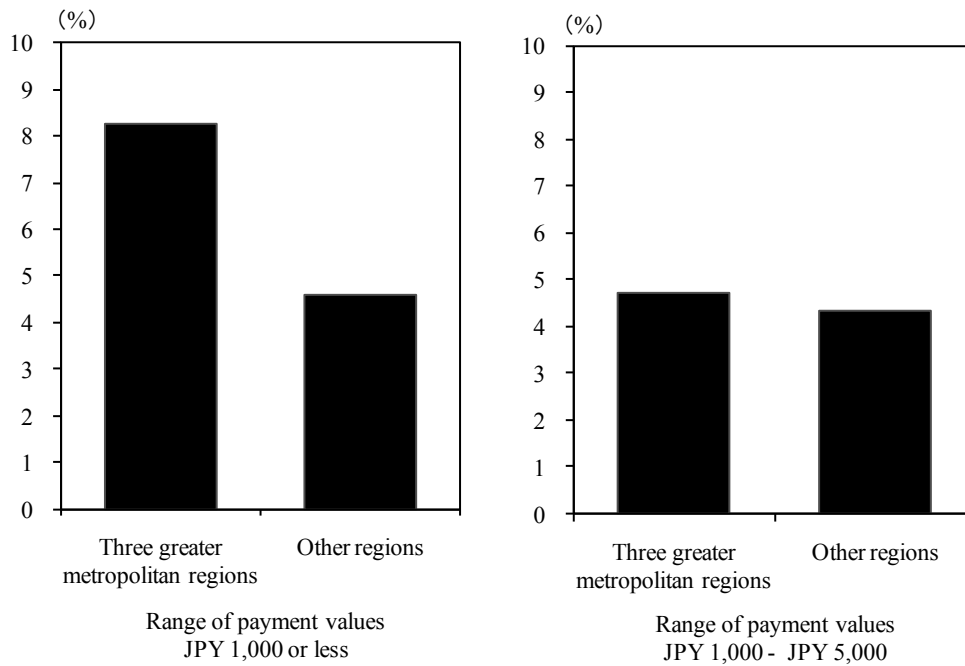 (%)
10
9
8
7
6
5
4
3
2
1
0
Three greater
metropolitan regions
Other regions
Range of payment values
JPY 1,000 or less
(%)
10
9
8
7
6
5
4
3
2
1
0
Three greater
metropolitan regions
Other regions
Range of payment values
JPY 1,000 - JPY 5,000